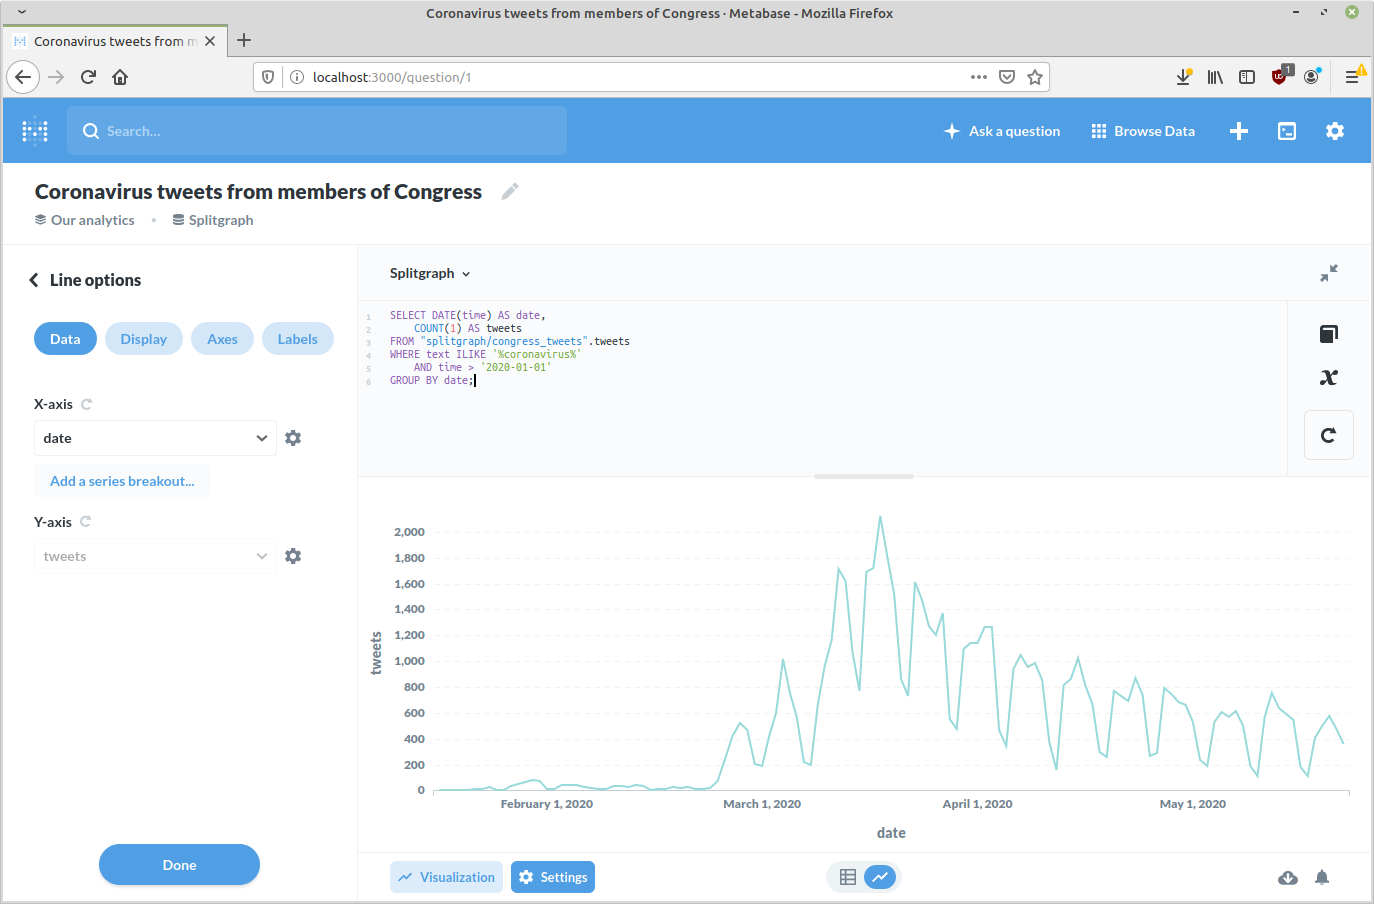 Coronavirus tweets from members of Congress · Metabase - Mozilla Firefox
Coronavirus tweets from m
localhost:3000/question/1
1
Search...
Ask a question
Browse Data
Coronavirus tweets from members of Congress
Our analytics • Splitgraph
Line options
Data
Display
Axes
Labels
X-axis
date
Add a series breakout...
Y-axis
tweets
Done
Splitgraph
1 SELECT DATE(time) AS date,
2 COUNT(1) AS tweets
3 FROM "splitgraph/congress_tweets".tweets
4 WHERE text ILIKE '%coronavirus%'
5 AND time > '2020-01-01'
6 GROUP BY date;
x
2,000
1,800
1,600
1,400
1,200
1,000
800
600
400
200
0
tweets
February 1, 2020
March 1, 2020
April 1, 2020
May 1, 2020
date
Visualization
Settings